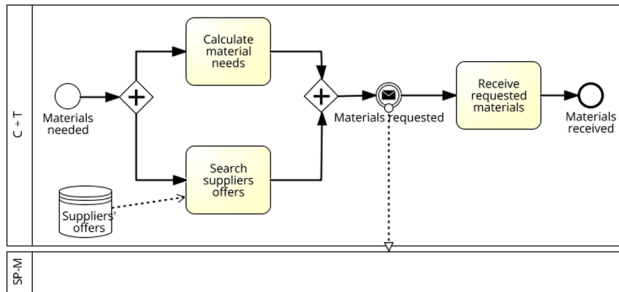 C + T
Materials
needed
Calculate
material
needs
Search
suppliers
offers
Suppliers'
offers
Materials requested
Receive
requested
materials
Materials
received
SP-M